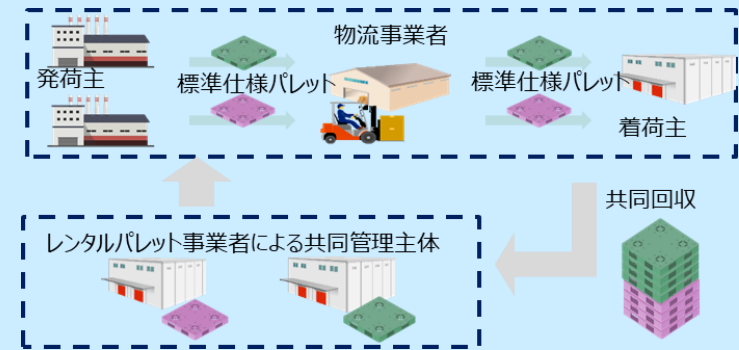 物流事業者
発荷主
標準仕様パレット
標準仕様パレット
着荷主
共同回収
レンタルパレット事業者による共同管理主体